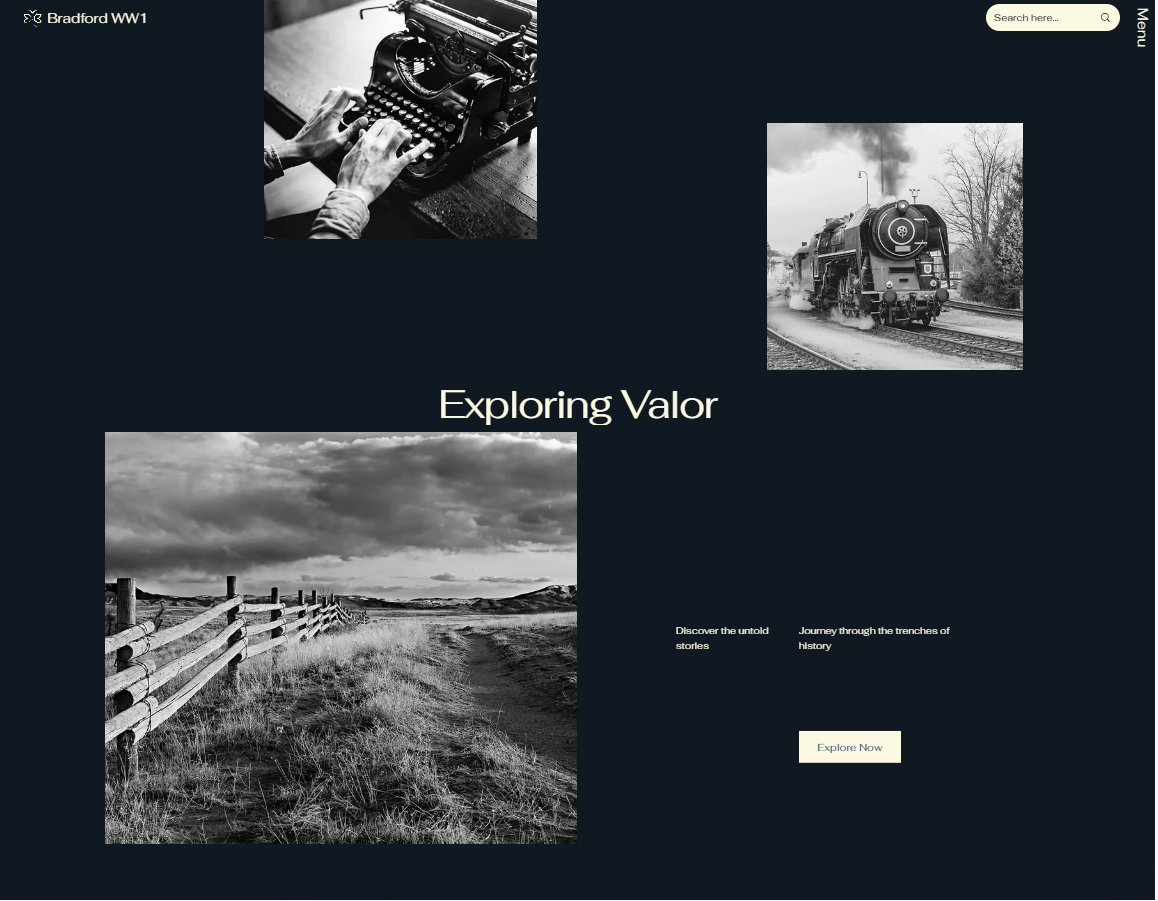 Bradford WW1
Search here...
Menu
Exploring Valor
Discover the untold
stories
Journey through the trenches of
history
Explore Now